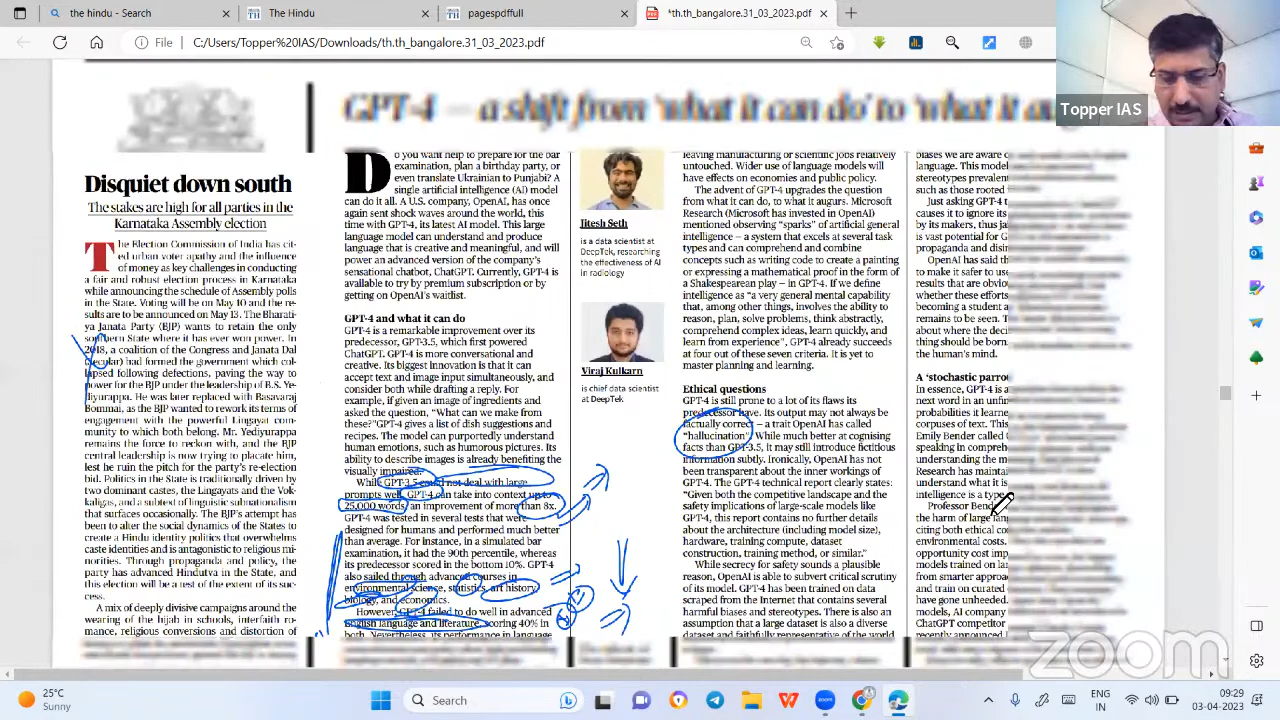 the hindu - Search
The Hindu
pagespdfull
*th.th_bangalore.31_03_2023.pdf
File
C:/Users/Topper%20IAS/Downloads/th.th_bangalore.31_03_2023.pdf
Topper IAS
GPT-4 — a shift from 'what it can do' to 'what it au
Disquiet down south
The stakes are high for all parties in the
Karnataka Assembly election
The Election Commission of India has cit-
ed urban voter apathy and the influence
of money as key challenges in conducting
a fair and robust election process in Karnataka
while announcing the schedule of Assembly polls
in the State. Voting will be on May 10 and the re-
sults are to be announced on May 13. The Bharati-
ya Janata Party (BJP) wants to retain the only
southern State where it has ever won power. In
2018, a coalition of the Congress and Janata Dal
(Secular) had formed the government which col-
lapsed following defections, paving the way to
power for the BJP under the leadership of B.S. Ye-
diyurappa. He was later replaced with Basavaraj
Bommai, as the BJP wanted to rework its terms of
engagement with the powerful Lingayat com-
munity to which both belong. Mr. Yediyurappa
remains the force to reckon with, and the BJP
central leadership is now trying to placate him,
lest he ruin the pitch for the party's re-election
bid. Politics in the State is traditionally driven by
two dominant castes, the Lingayats and the Vok-
kaligas, and a subset of linguistic subnationalism
that surfaces occasionally. The BJP's attempt has
been to alter the social dynamics of the States to
create a Hindu identity politics that overwhelms
caste identities and is antagonistic to religious mi-
norities. Through propaganda and policy, the
party has advanced Hindutva in the State, and
this election will be a test of the extent of its suc-
cess.
A mix of deeply divisive campaigns around the
wearing of the hijab in schools, interfaith ro-
mance, religious conversions and distortion of
Do you want help to prepare for the bar
examination, plan a birthday party, or
even translate Ukrainian to Punjabi? A
single artificial intelligence (AI) model
can do it all. A U.S. company, OpenAI, has once
again sent shock waves around the world, this
time with GPT-4, its latest AI model. This large
language model can understand and produce
language that is creative and meaningful, and will
power an advanced version of the company's
sensational chatbot, ChatGPT. Currently, GPT-4 is
available to try by premium subscription or by
getting on OpenAI's waitlist.
GPT-4 and what it can do
GPT-4 is a remarkable improvement over its
predecessor, GPT-3.5, which first powered
ChatGPT. GPT-4 is more conversational and
creative. Its biggest innovation is that it can
accept text and image input simultaneously, and
consider both while drafting a reply. For
example, if given an image of ingredients and
asked the question, "What can we make from
these?" GPT-4 gives a list of dish suggestions and
recipes. The model can purportedly understand
human emotions, such as humorous pictures. Its
ability to describe images is already benefiting the
visually impaired.
While GPT-3.5 could not deal with large
prompts well, GPT-4 can take into context up to
25,000 words, an improvement of more than 8x.
GPT-4 was tested in several tests that were
designed for humans and performed much better
than average. For instance, in a simulated bar
examination, it had the 90th percentile, whereas
its predecessor scored in the bottom 10%. GPT-4
also sailed through advanced courses in
environmental science, statistics, art history,
biology, and economics.
However, GPT-4 failed to do well in advanced
english language and literature, scoring 40% in
both. Nevertheless, its performance in language
Jitesh Seth
is a data scientist at
DeepTek, researching
the effectiveness of AI
in radiology
Viraj Kulkarn
is chief data scientist
at DeepTek
leaving manufacturing or scientific jobs relatively
untouched. Wider use of language models will
have effects on economies and public policy.
The advent of GPT-4 upgrades the question
from what it can do, to what it augurs. Microsoft
Research (Microsoft has invested in OpenAI)
mentioned observing "sparks" of artificial general
intelligence – a system that excels at several task
types and can comprehend and combine
concepts such as writing code to create a painting
or expressing a mathematical proof in the form of
a Shakespearean play – in GPT-4. If we define
intelligence as "a very general mental capability
that, among other things, involves the ability to
reason, plan, solve problems, think abstractly,
comprehend complex ideas, learn quickly, and
learn from experience", GPT-4 already succeeds
at four out of these seven criteria. It is yet to
master planning and learning.
Ethical questions
GPT-4 is still prone to a lot of its flaws its
predecessor have. Its output may not always be
factually correct – a trait OpenAI has called
"hallucination". While much better at cognising
facts than GPT-3.5, it may still introduce fictious
information subtly. Ironically, OpenAI has not
been transparent about the inner workings of
GPT-4. The GPT-4 technical report clearly states:
"Given both the competitive landscape and the
safety implications of large-scale models like
GPT-4, this report contains no further details
about the architecture (including model size),
hardware, training compute, dataset
construction, training method, or similar."
While secrecy for safety sounds a plausible
reason, OpenAI is able to subvert critical scrutiny
of its model. GPT-4 has been trained on data
scraped from the Internet that contains several
harmful biases and stereotypes. There is also an
assumption that a large dataset is also a diverse
dataset and faithfully representative of the world
biases we are aware o
language. This model
stereotypes prevalent
such as those rooted
Just asking GPT-4 t
causes it to ignore its
by its makers, thus ja
is vast potential for G
propaganda and disin
OpenAI has said th
to make it safer to use
results that are obvio
whether these efforts
becoming a student a
remains to be seen. T
about where the deci
thing should be born
the human's mind.
A 'stochastic parro
In essence, GPT-4 is a
next word in an unfin
probabilities it learne
corpuses of text. This
Emily Bender called G
speaking in comprehe
understanding the m
Research has maintai
understand what it is
intelligence is a type
Professor Bend
the harm of large lan
citing both ethical co
environmental costs.
opportunity cost imp
models trained on la
from smarter approa
and train on curated
have gone unheeded.
models, AI company
ChatGPT competitor
recently announced
zoom
25°C
Sunny
Search
ENG
IN
09:29
03-04-2023